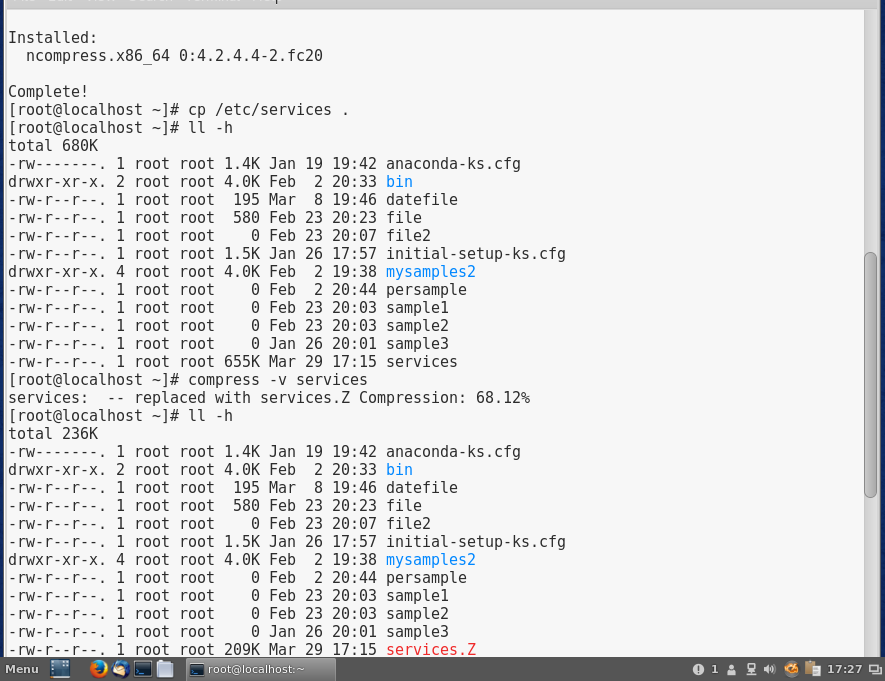 Installed:
  ncompress.x86_64 0:4.2.4.4-2.fc20
Complete!
[root@localhost ~]# cp /etc/services .
[root@localhost ~]# ll -h
total 680K
-rw-------. 1 root root 1.4K Jan 19 19:42 anaconda-ks.cfg
drwxr-xr-x. 2 root root 4.0K Feb  2 20:33 bin
-rw-r--r--. 1 root root  195 Mar  8 19:46 datefile
-rw-r--r--. 1 root root  580 Feb 23 20:23 file
-rw-r--r--. 1 root root    0 Feb 23 20:07 file2
-rw-r--r--. 1 root root 1.5K Jan 26 17:57 initial-setup-ks.cfg
drwxr-xr-x. 4 root root 4.0K Feb  2 19:38 mysamples2
-rw-r--r--. 1 root root    0 Feb  2 20:44 persample
-rw-r--r--. 1 root root    0 Feb 23 20:03 sample1
-rw-r--r--. 1 root root    0 Feb 23 20:03 sample2
-rw-r--r--. 1 root root    0 Jan 26 20:01 sample3
-rw-r--r--. 1 root root 655K Mar 29 17:15 services
[root@localhost ~]# compress -v services
services:  -- replaced with services.Z Compression: 68.12%
[root@localhost ~]# ll -h
total 236K
-rw-------. 1 root root 1.4K Jan 19 19:42 anaconda-ks.cfg
drwxr-xr-x. 2 root root 4.0K Feb  2 20:33 bin
-rw-r--r--. 1 root root  195 Mar  8 19:46 datefile
-rw-r--r--. 1 root root  580 Feb 23 20:23 file
-rw-r--r--. 1 root root    0 Feb 23 20:07 file2
-rw-r--r--. 1 root root 1.5K Jan 26 17:57 initial-setup-ks.cfg
drwxr-xr-x. 4 root root 4.0K Feb  2 19:38 mysamples2
-rw-r--r--. 1 root root    0 Feb  2 20:44 persample
-rw-r--r--. 1 root root    0 Feb 23 20:03 sample1
-rw-r--r--. 1 root root    0 Feb 23 20:03 sample2
-rw-r--r--. 1 root root    0 Jan 26 20:01 sample3
-rw-r--r--. 1 root root 209K Mar 29 17:15 services.Z
Menu root@localhost:~ 1 17:27